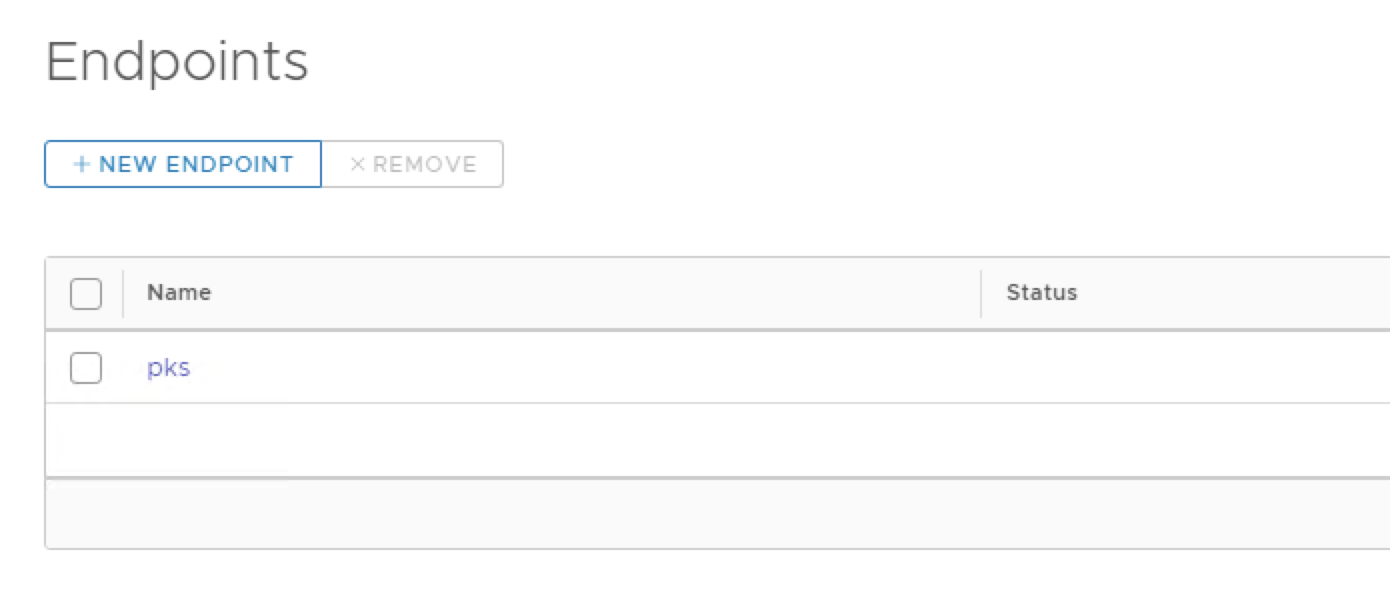 Endpoints
+ NEW ENDPOINT × REMOVE
Name Status
pks